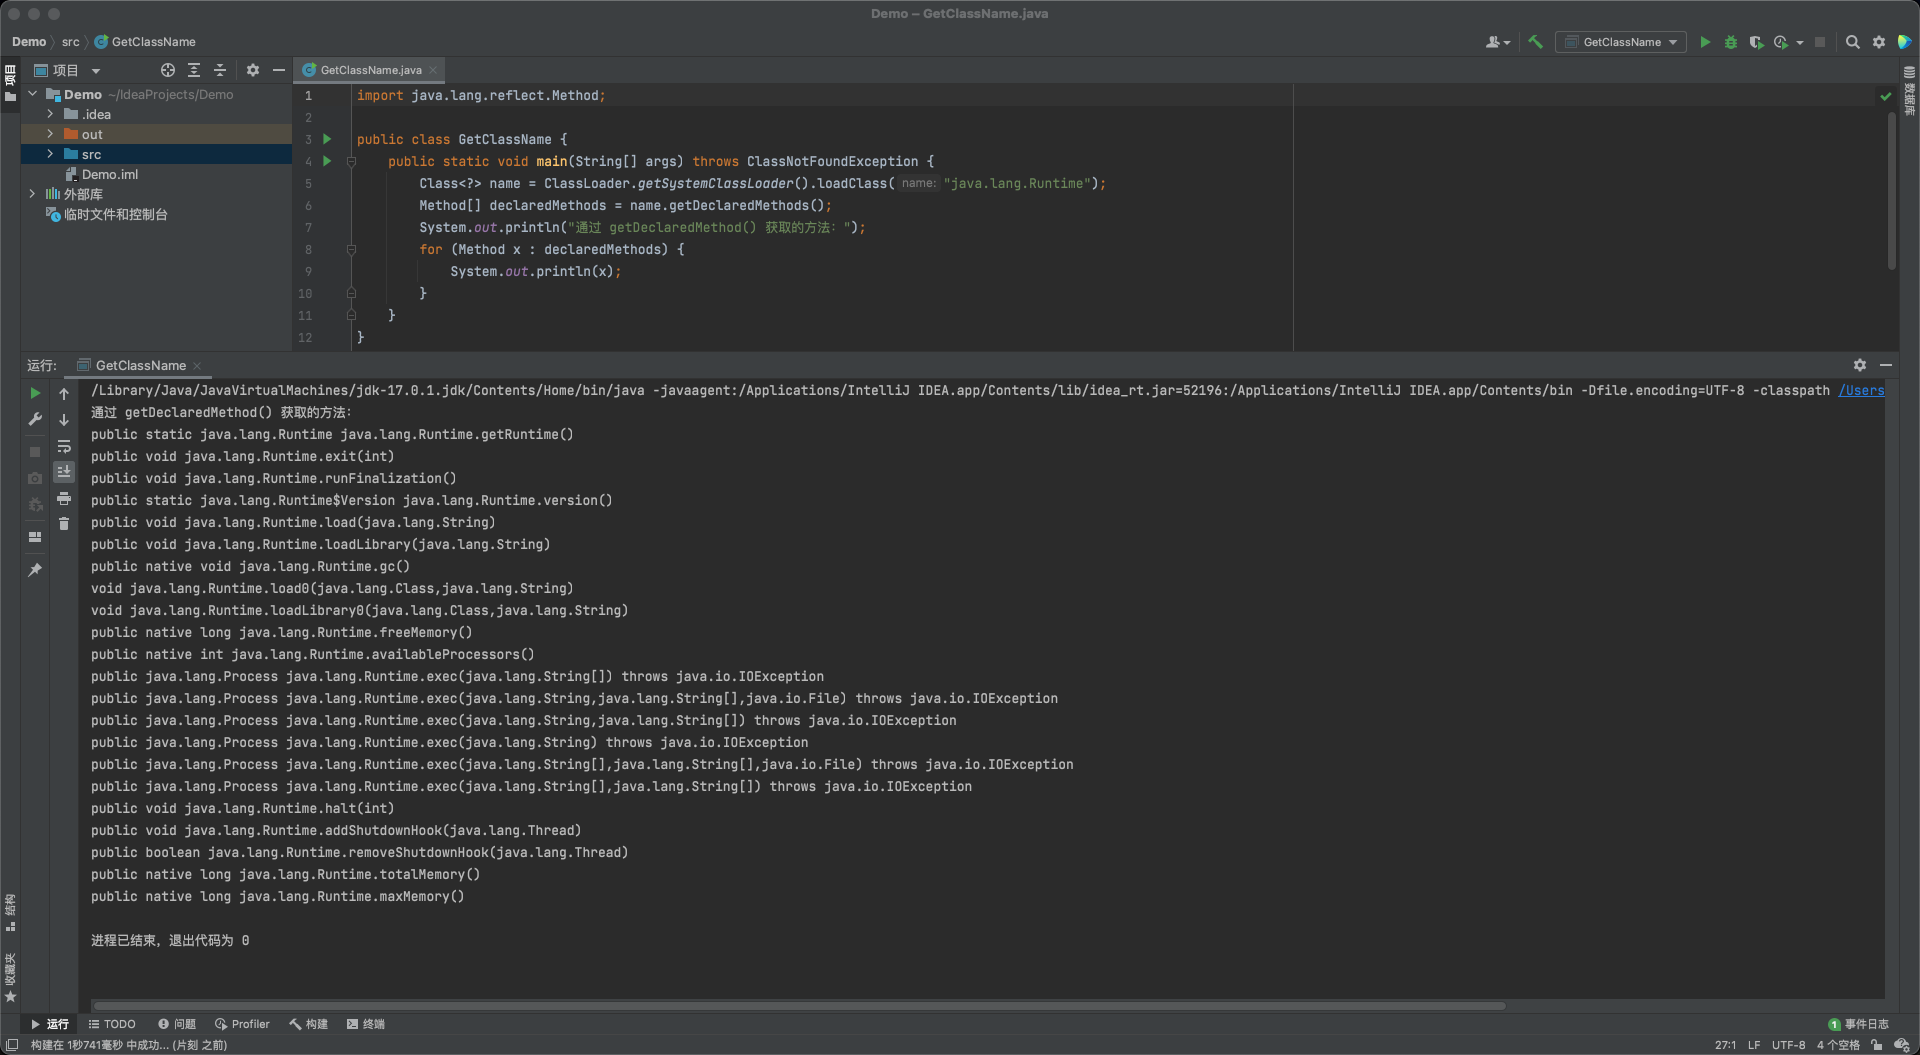 Demo – GetClassName.java
Demo src GetClassName
GetClassName
项目
项目
GetClassName.java
数据库
Demo ~/IdeaProjects/Demo
.idea
out
src
Demo.iml
外部库
临时文件和控制台
1 import java.lang.reflect.Method;
2
3 public class GetClassName {
4 public static void main(String[] args) throws ClassNotFoundException {
5 Class<?> name = ClassLoader.getSystemClassLoader().loadClass( name: "java.lang.Runtime");
6 Method[] declaredMethods = name.getDeclaredMethods();
7 System.out.println("通过 getDeclaredMethod() 获取的方法：");
8 for (Method x : declaredMethods) {
9 System.out.println(x);
10 }
11 }
12 }
运行: GetClassName
/Library/Java/JavaVirtualMachines/jdk-17.0.1.jdk/Contents/Home/bin/java -javaagent:/Applications/IntelliJ IDEA.app/Contents/lib/idea_rt.jar=52196:/Applications/IntelliJ IDEA.app/Contents/bin -Dfile.encoding=UTF-8 -classpath /Users
通过 getDeclaredMethod() 获取的方法：
public static java.lang.Runtime java.lang.Runtime.getRuntime()
public void java.lang.Runtime.exit(int)
public void java.lang.Runtime.runFinalization()
public static java.lang.Runtime$Version java.lang.Runtime.version()
public void java.lang.Runtime.load(java.lang.String)
public void java.lang.Runtime.loadLibrary(java.lang.String)
public native void java.lang.Runtime.gc()
void java.lang.Runtime.load0(java.lang.Class,java.lang.String)
void java.lang.Runtime.loadLibrary0(java.lang.Class,java.lang.String)
public native long java.lang.Runtime.freeMemory()
public native int java.lang.Runtime.availableProcessors()
public java.lang.Process java.lang.Runtime.exec(java.lang.String[]) throws java.io.IOException
public java.lang.Process java.lang.Runtime.exec(java.lang.String,java.lang.String[],java.io.File) throws java.io.IOException
public java.lang.Process java.lang.Runtime.exec(java.lang.String,java.lang.String[]) throws java.io.IOException
public java.lang.Process java.lang.Runtime.exec(java.lang.String) throws java.io.IOException
public java.lang.Process java.lang.Runtime.exec(java.lang.String[],java.lang.String[],java.io.File) throws java.io.IOException
public java.lang.Process java.lang.Runtime.exec(java.lang.String[],java.lang.String[]) throws java.io.IOException
public void java.lang.Runtime.halt(int)
public void java.lang.Runtime.addShutdownHook(java.lang.Thread)
public boolean java.lang.Runtime.removeShutdownHook(java.lang.Thread)
public native long java.lang.Runtime.totalMemory()
public native long java.lang.Runtime.maxMemory()
进程已结束，退出代码为 0
结构
收藏夹
运行 TODO 问题 Profiler 构建 终端 1 事件日志
构建在 1秒741毫秒 中成功... (片刻 之前) 27:1 LF UTF-8 4 个空格